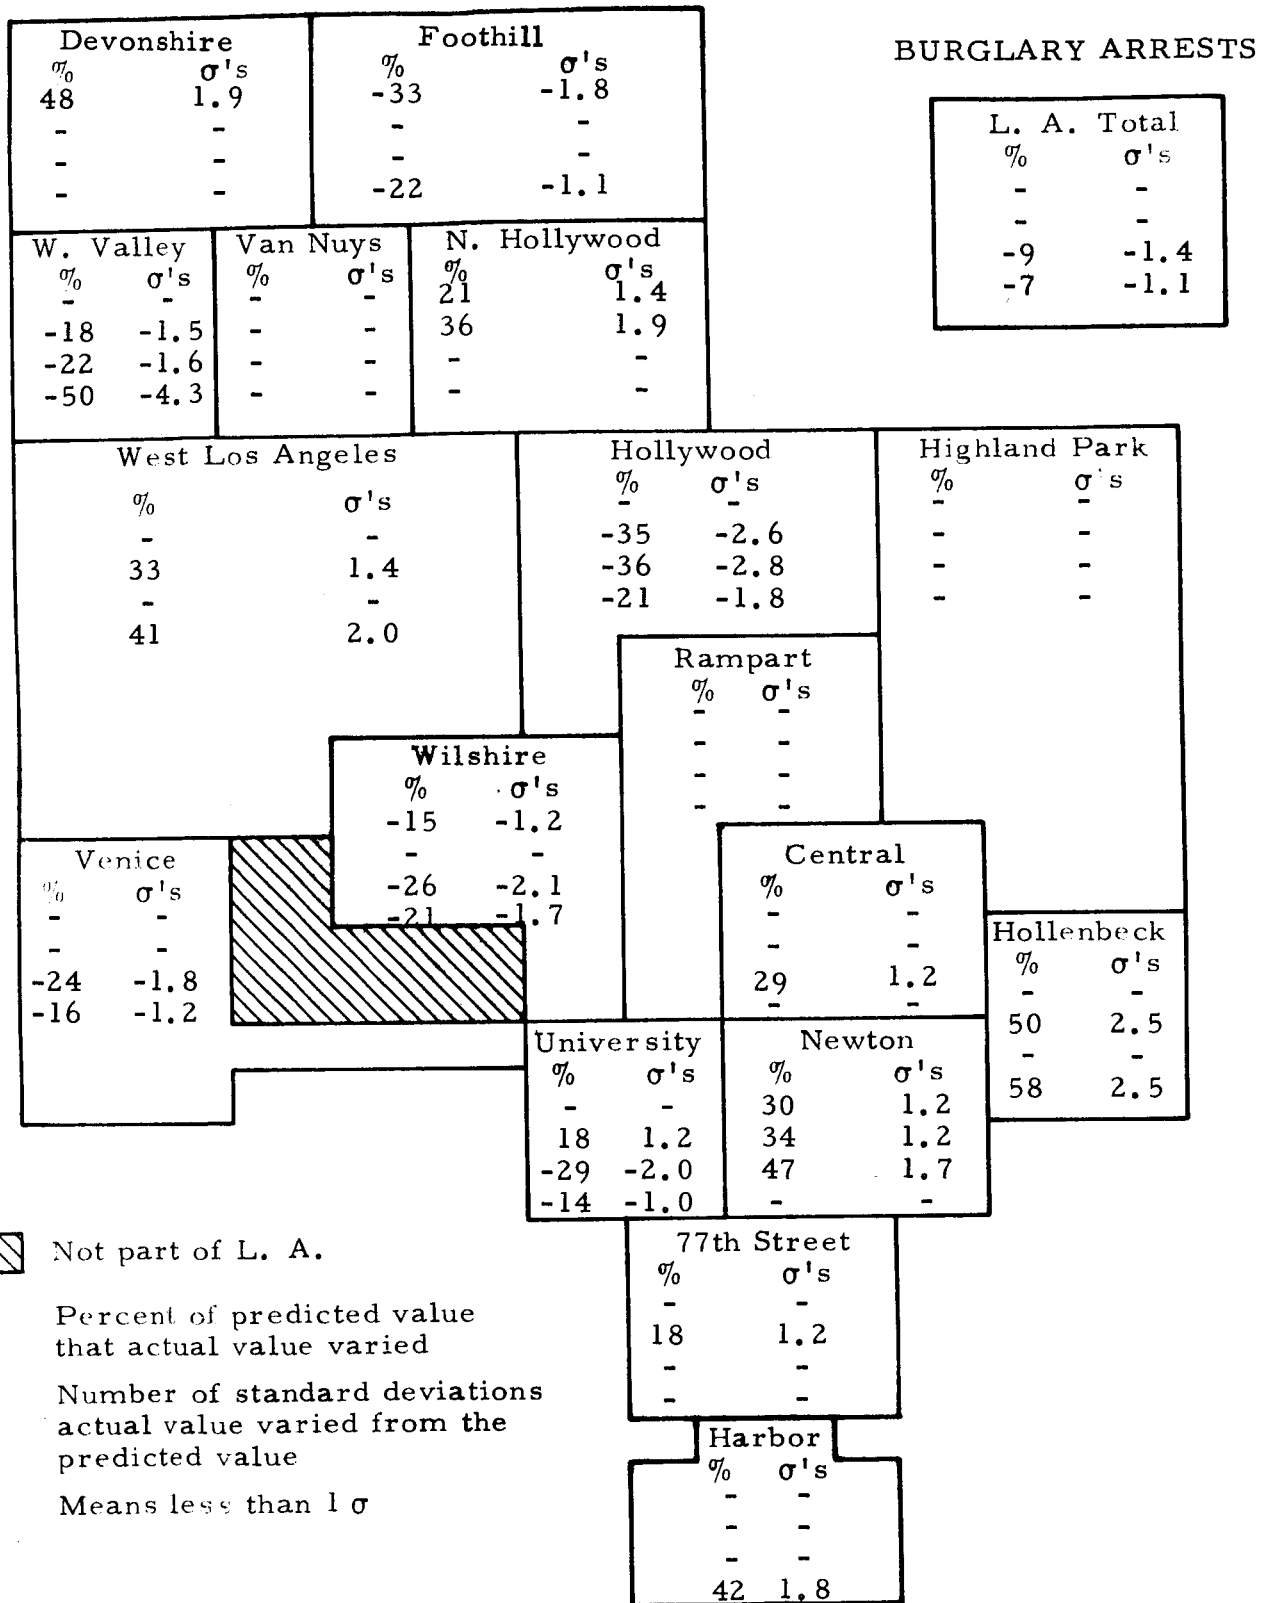 BURGLARY ARRESTS
Devonshire
% σ's
48 1.9
- -
- -
- -
Foothill
% σ's
-33 -1.8
- -
- -
-22 -1.1
L. A. Total
% σ's
- -
- -
-9 -1.4
-7 -1.1
W. Valley
% σ's
- -
-18 -1.5
-22 -1.6
-50 -4.3
Van Nuys
% σ's
- -
- -
- -
- -
N. Hollywood
% σ's
21 1.4
36 1.9
- -
- -
West Los Angeles
% σ's
- -
33 1.4
- -
41 2.0
Hollywood
% σ's
- -
-35 -2.6
-36 -2.8
-21 -1.8
Highland Park
% σ's
- -
- -
- -
- -
Rampart
% σ's
- -
- -
- -
- -
Wilshire
% σ's
-15 -1.2
- -
-26 -2.1
-21 -1.7
Venice
% σ's
- -
- -
-24 -1.8
-16 -1.2
Central
% σ's
- -
- -
29 1.2
- -
Hollenbeck
% σ's
- -
50 2.5
- -
58 2.5
University
% σ's
- -
18 1.2
-29 -2.0
-14 -1.0
Newton
% σ's
30 1.2
34 1.2
47 1.7
- -
77th Street
% σ's
- -
18 1.2
- -
- -
Harbor
% σ's
- -
- -
- -
42 1.8
Not part of L. A.
Percent of predicted value
that actual value varied
Number of standard deviations
actual value varied from the
predicted value
Means less than 1 σ